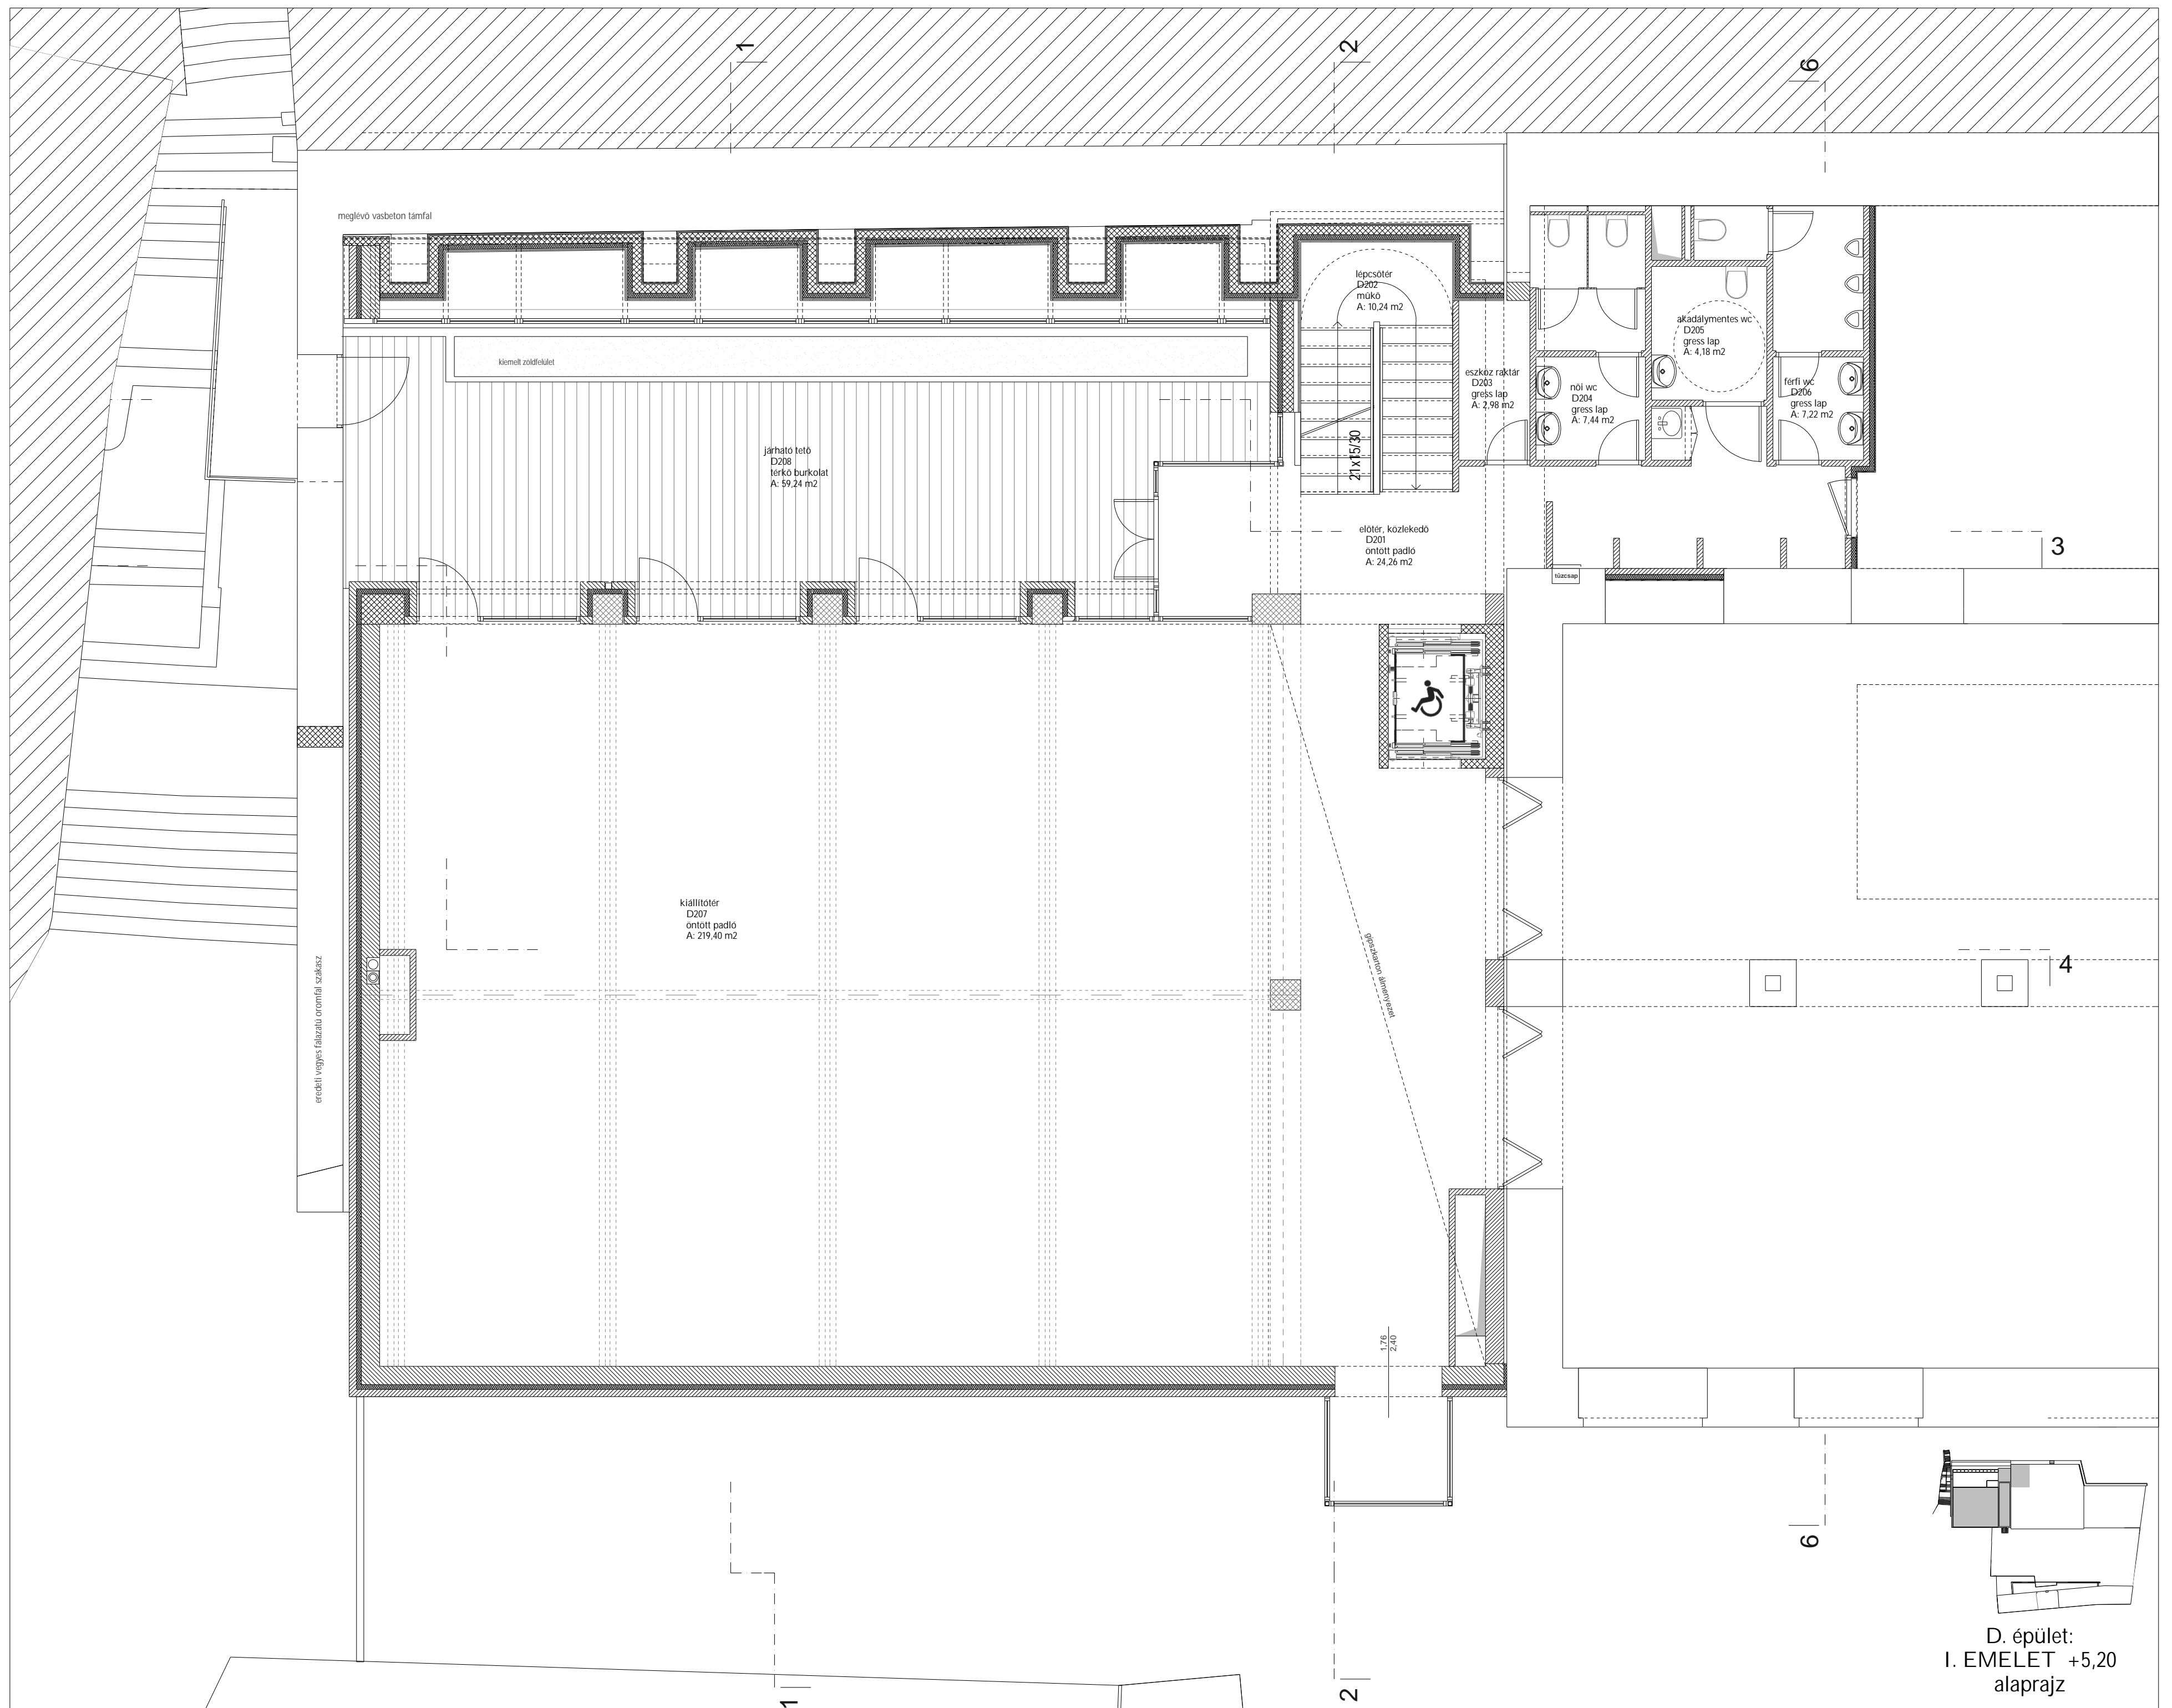 1
2
6
meglévő vasbeton támfal
lépcsőtér
D202
műkő
A: 10,24 m2
akadálymentes wc
D205
gress lap
A: 4,18 m2
kiemelt zöldfelület
eszköz raktár
D203
gress lap
A: 2,98 m2
női wc
D204
gress lap
A: 7,44 m2
férfi wc
D206
gress lap
A: 7,22 m2
21x15/30
járható tető
D208
térkő burkolat
A: 59,24 m2
előtér, közlekedő
D201
öntött padló
A: 24,26 m2
3
tűzcsap
kiállítótér
D207
öntött padló
A: 219,40 m2
gipszkarton álmenyezet
4
eredeti vegyes falazatú oromfal szakasz
1,76
2,40
6
1
2
D. épület:
I. EMELET +5,20
alaprajz